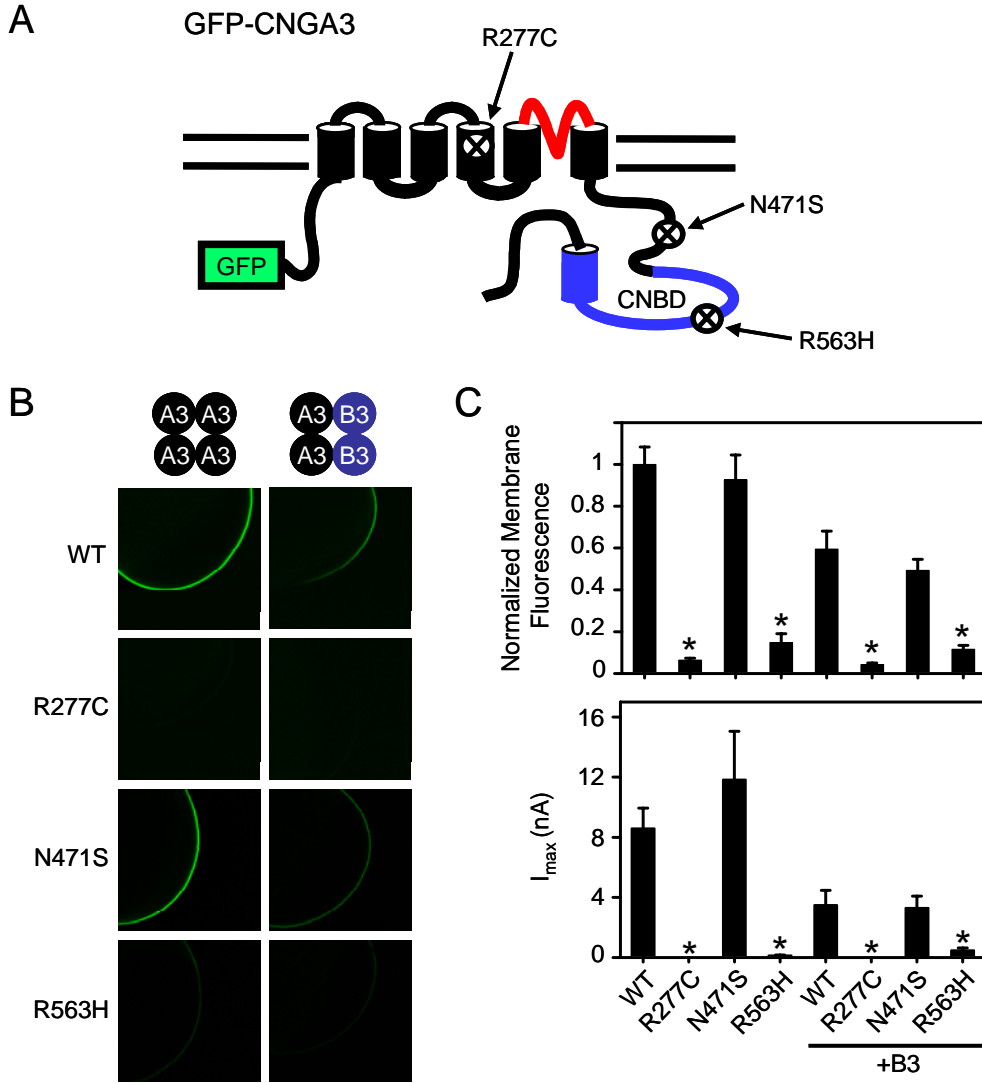 A
GFP-CNGA3
R277C
N471S
GFP
CNBD
R563H
B
A3 A3
A3 A3
A3 B3
A3 B3
WT
R277C
N471S
R563H
C
Normalized Membrane
Fluorescence
1
0.8
0.6
0.4
0.2
0
* * * *
I max (nA)
16
12
8
4
0
* * * *
WT R277C N471S R563H WT R277C N471S R563H
+B3